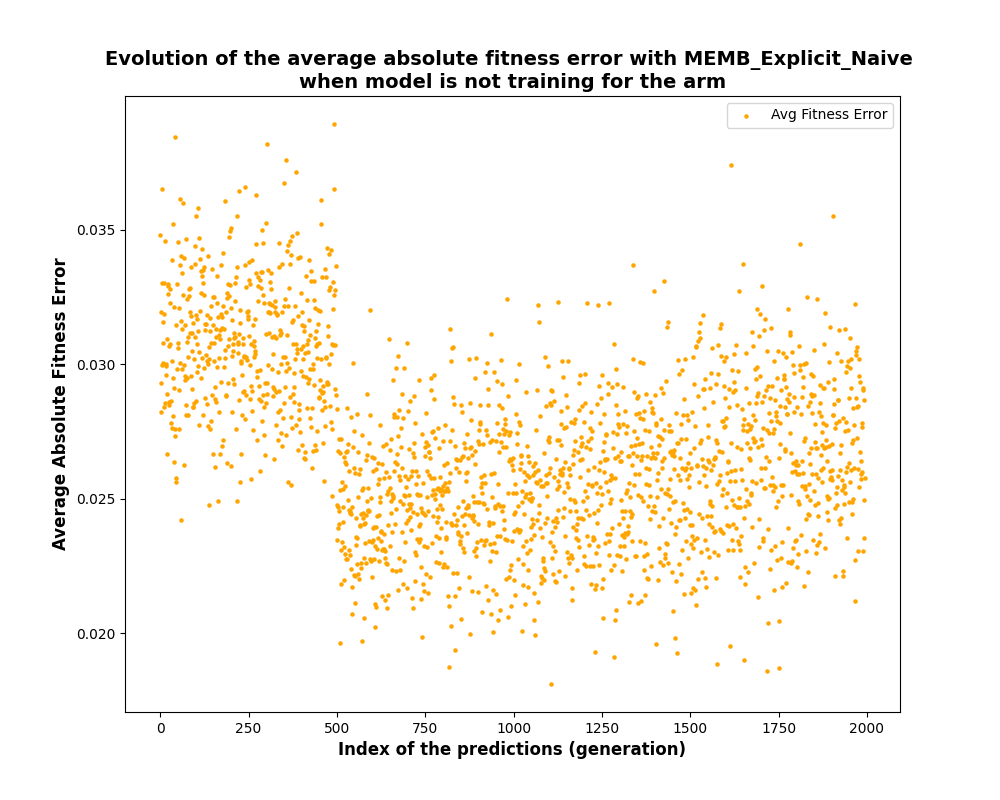 Evolution of the average absolute fitness error with MEMB_Explicit_Naive
when model is not training for the arm
Avg Fitness Error
Average Absolute Fitness Error
0.035
0.030
0.025
0.020
0
250
500
750
1000
1250
1500
1750
2000
Index of the predictions (generation)